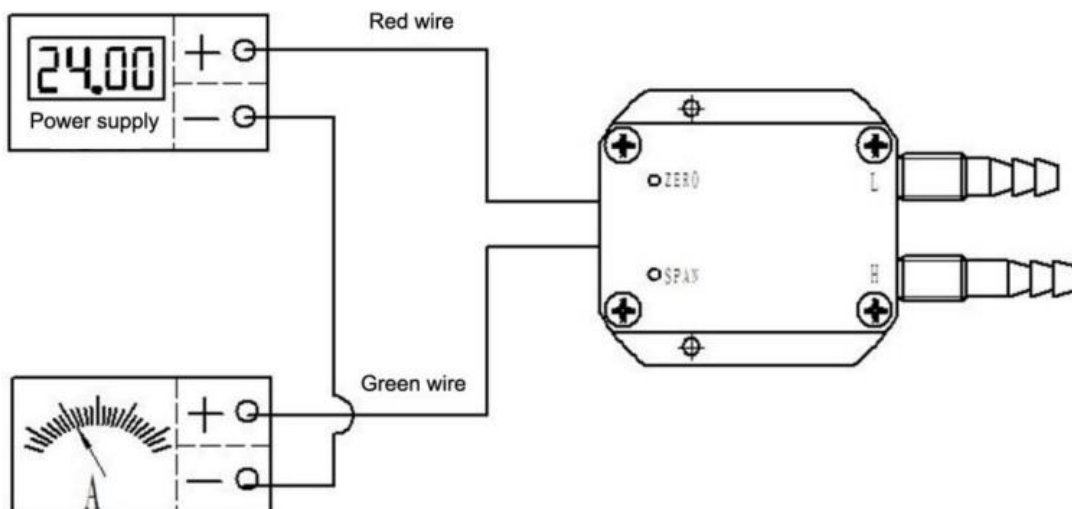 Red wire
24.00
+
Power supply
−
ZERO
L
SPAN
H
Green wire
+
−
A